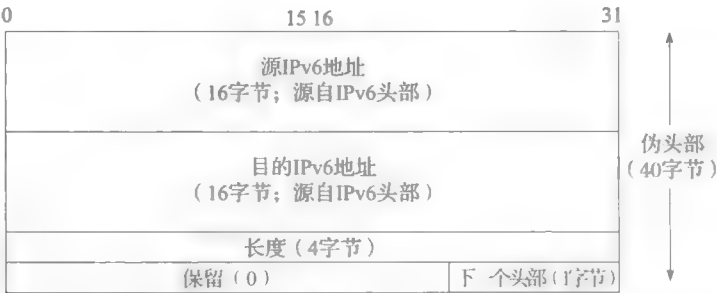 0 15 16 31
源IPv6地址
（16字节；源自IPv6头部）
目的IPv6地址
（16字节；源自IPv6头部）
伪头部
（40字节）
长度（4字节）
保留（0）
下 个头部（1字节）